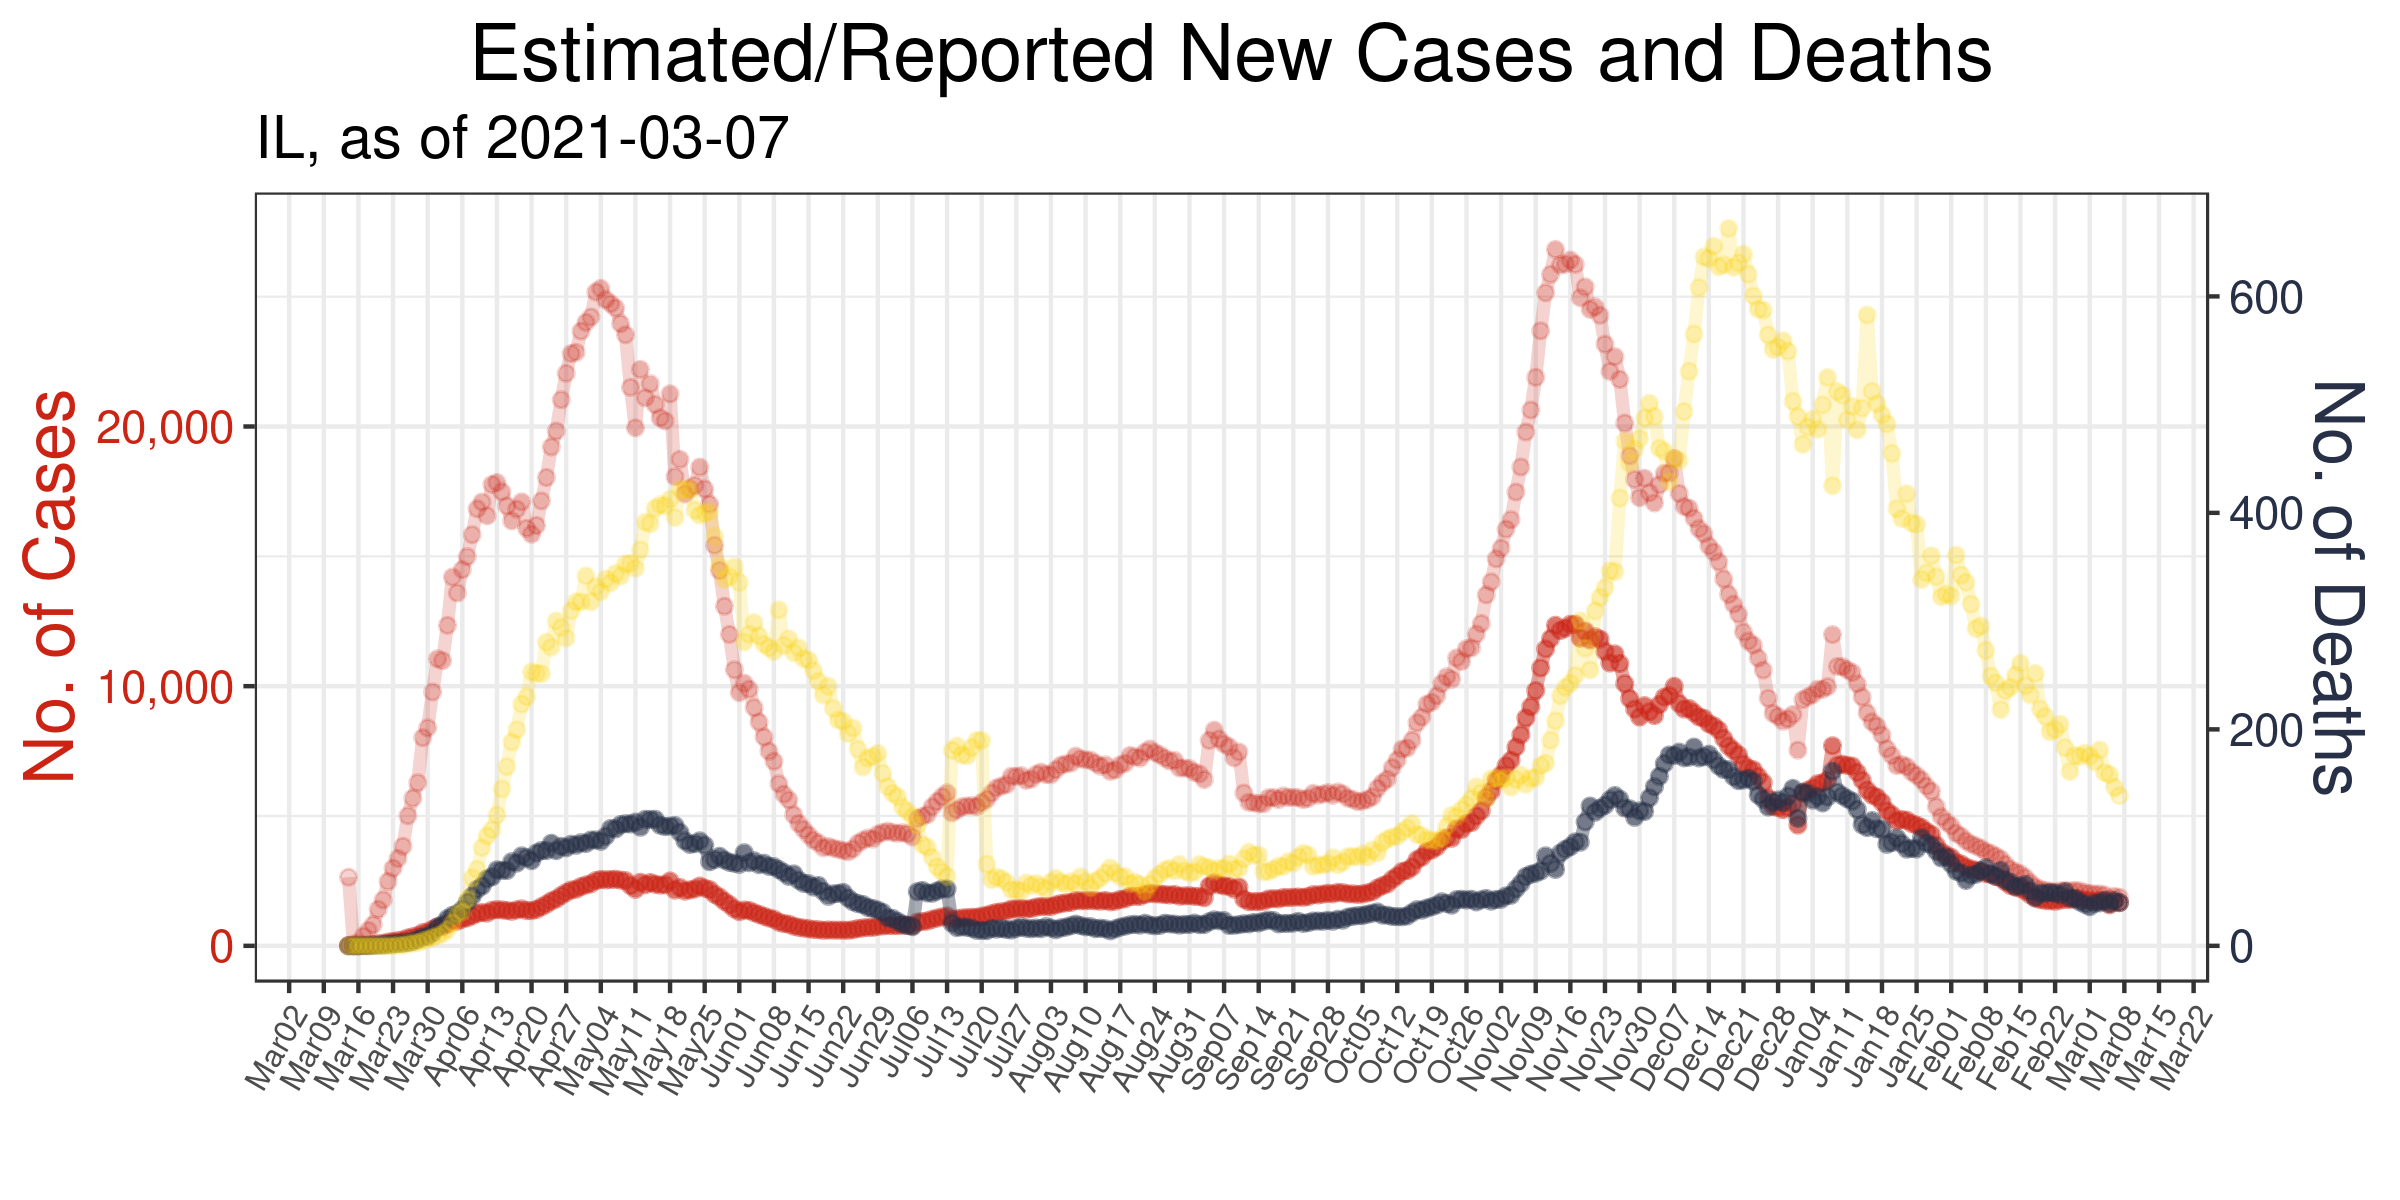 Estimated/Reported New Cases and Deaths
IL, as of 2021-03-07
No. of Cases
20,000
10,000
0
600
400
200
0
No. of Deaths
Mar02
Mar09
Mar16
Mar23
Mar30
Apr06
Apr13
Apr20
Apr27
May04
May11
May18
May25
Jun01
Jun08
Jun15
Jun22
Jun29
Jul06
Jul13
Jul20
Jul27
Aug03
Aug10
Aug17
Aug24
Aug31
Sep07
Sep14
Sep21
Sep28
Oct05
Oct12
Oct19
Oct26
Nov02
Nov09
Nov16
Nov23
Nov30
Dec07
Dec14
Dec21
Dec28
Jan04
Jan11
Jan18
Jan25
Feb01
Feb08
Feb15
Feb22
Mar01
Mar08
Mar15
Mar22